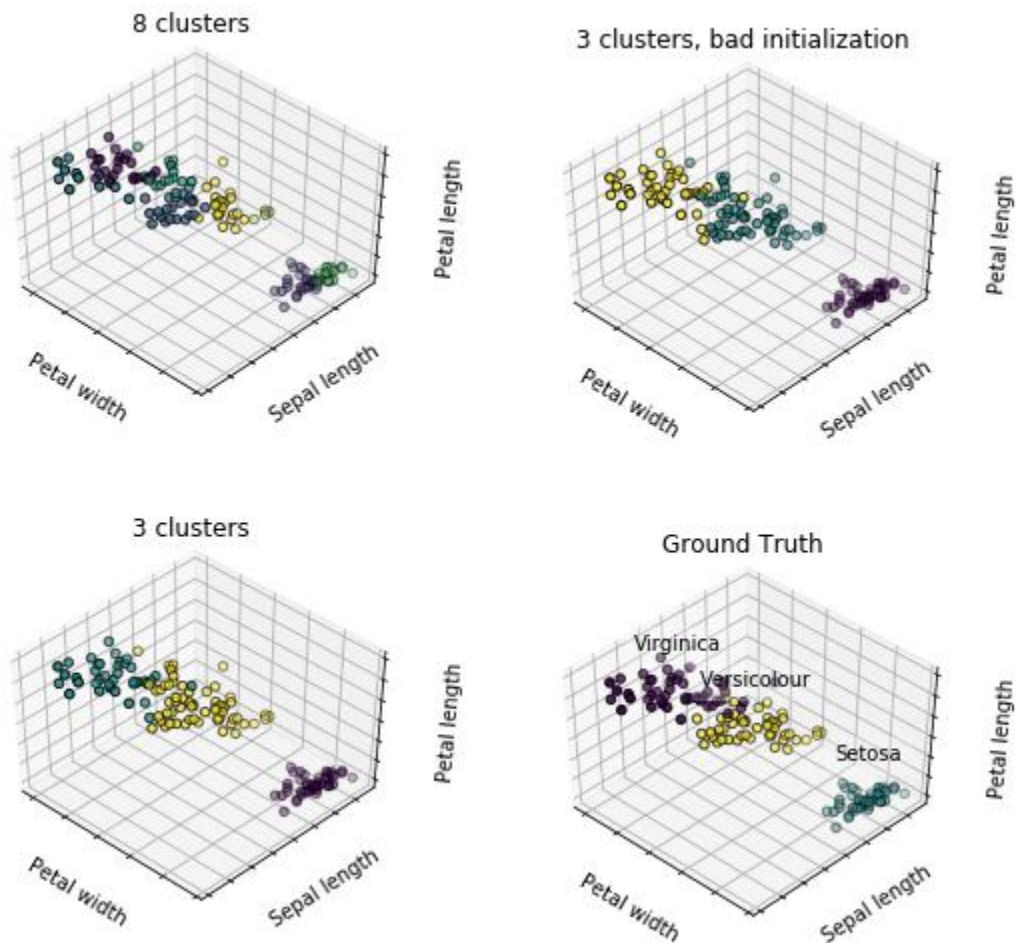 8 clusters
Petal length
Petal width
Sepal length
3 clusters, bad initialization
Petal length
Petal width
Sepal length
3 clusters
Petal length
Petal width
Sepal length
Ground Truth
Virginica
Versicolour
Setosa
Petal length
Petal width
Sepal length